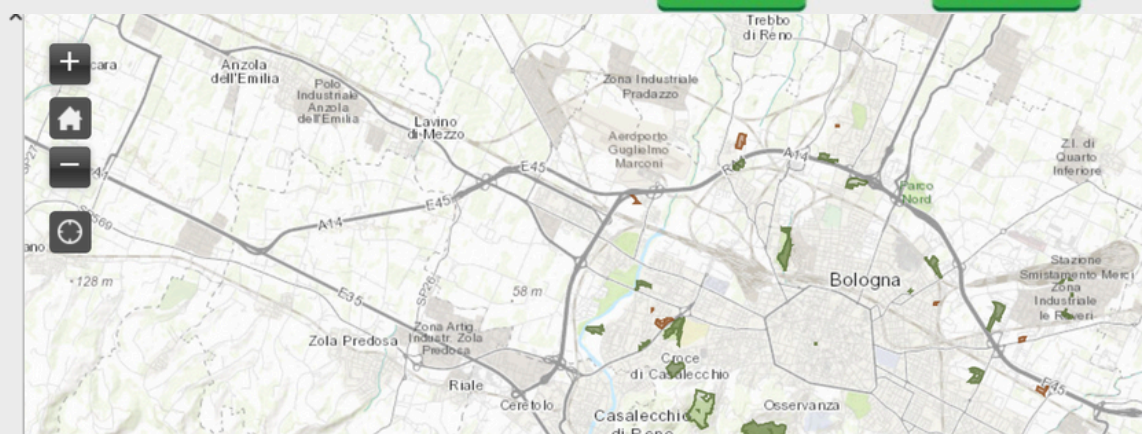 Trebbo
di Reno
cara
Anzola
dell'Emilia
Polo
Industriale
Anzola
dell'Emilia
Zona Industriale
Pradazzo
Lavino
di Mezzo
Aeroporto
Guglielmo
Marconi
A14
Z.I. di
Quarto
Inferiore
E45
Parco
Nord
E45
SP569
A14
ano
128 m
E35
SP26
58 m
Bologna
Stazione
Smistamento Merci
Zona
Industriale
le Roveri
Zola Predosa
Zona Artig.
Industr. Zola
Predosa
Croce
di Casalecchio
Riale
E45
Ceretolo
Casalecchio
di Reno
Osservanza